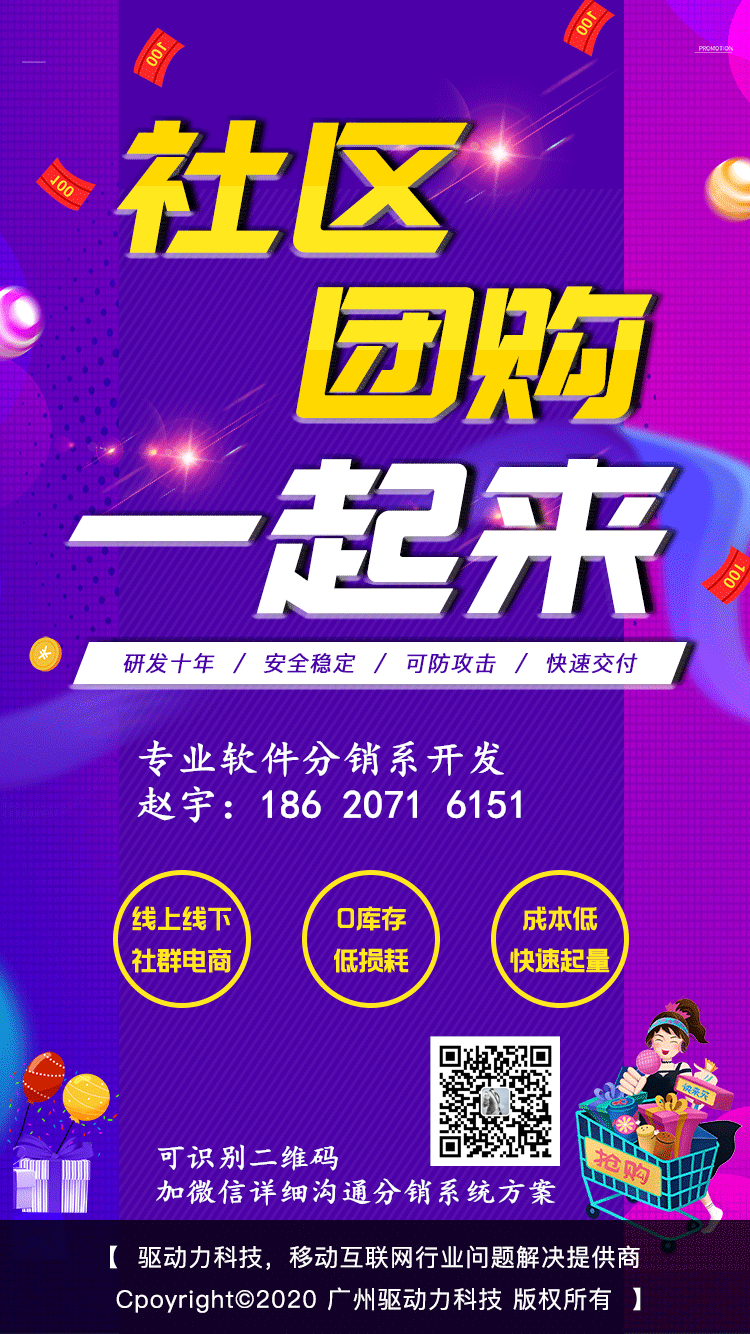 PROMOTION
100
100
100
社区
团购
一起来
100
研发十年 / 安全稳定 / 可防攻击 / 快速交付
专业软件分销系开发
赵宇：186 2071 6151
线上线下
社群电商
0库存
低损耗
成本低
快速起量
快来买
抢购
可识别二维码
加微信详细沟通分销系统方案
【 驱动力科技，移动互联网行业问题解决提供商
Cpoyright©2020 广州驱动力科技 版权所有 】